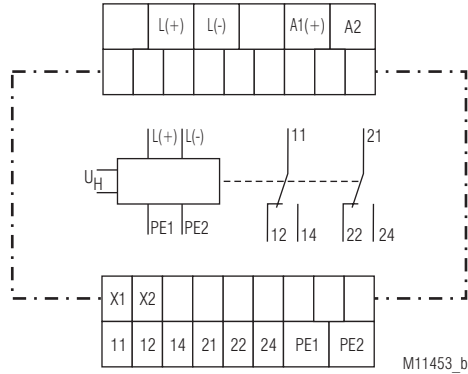 L(+) L(-) A1(+) A2
L(+) L(-) 11 21
UH
PE1 PE2
12 14 22 24
X1 X2
11 12 14 21 22 24 PE1 PE2
M11453_b